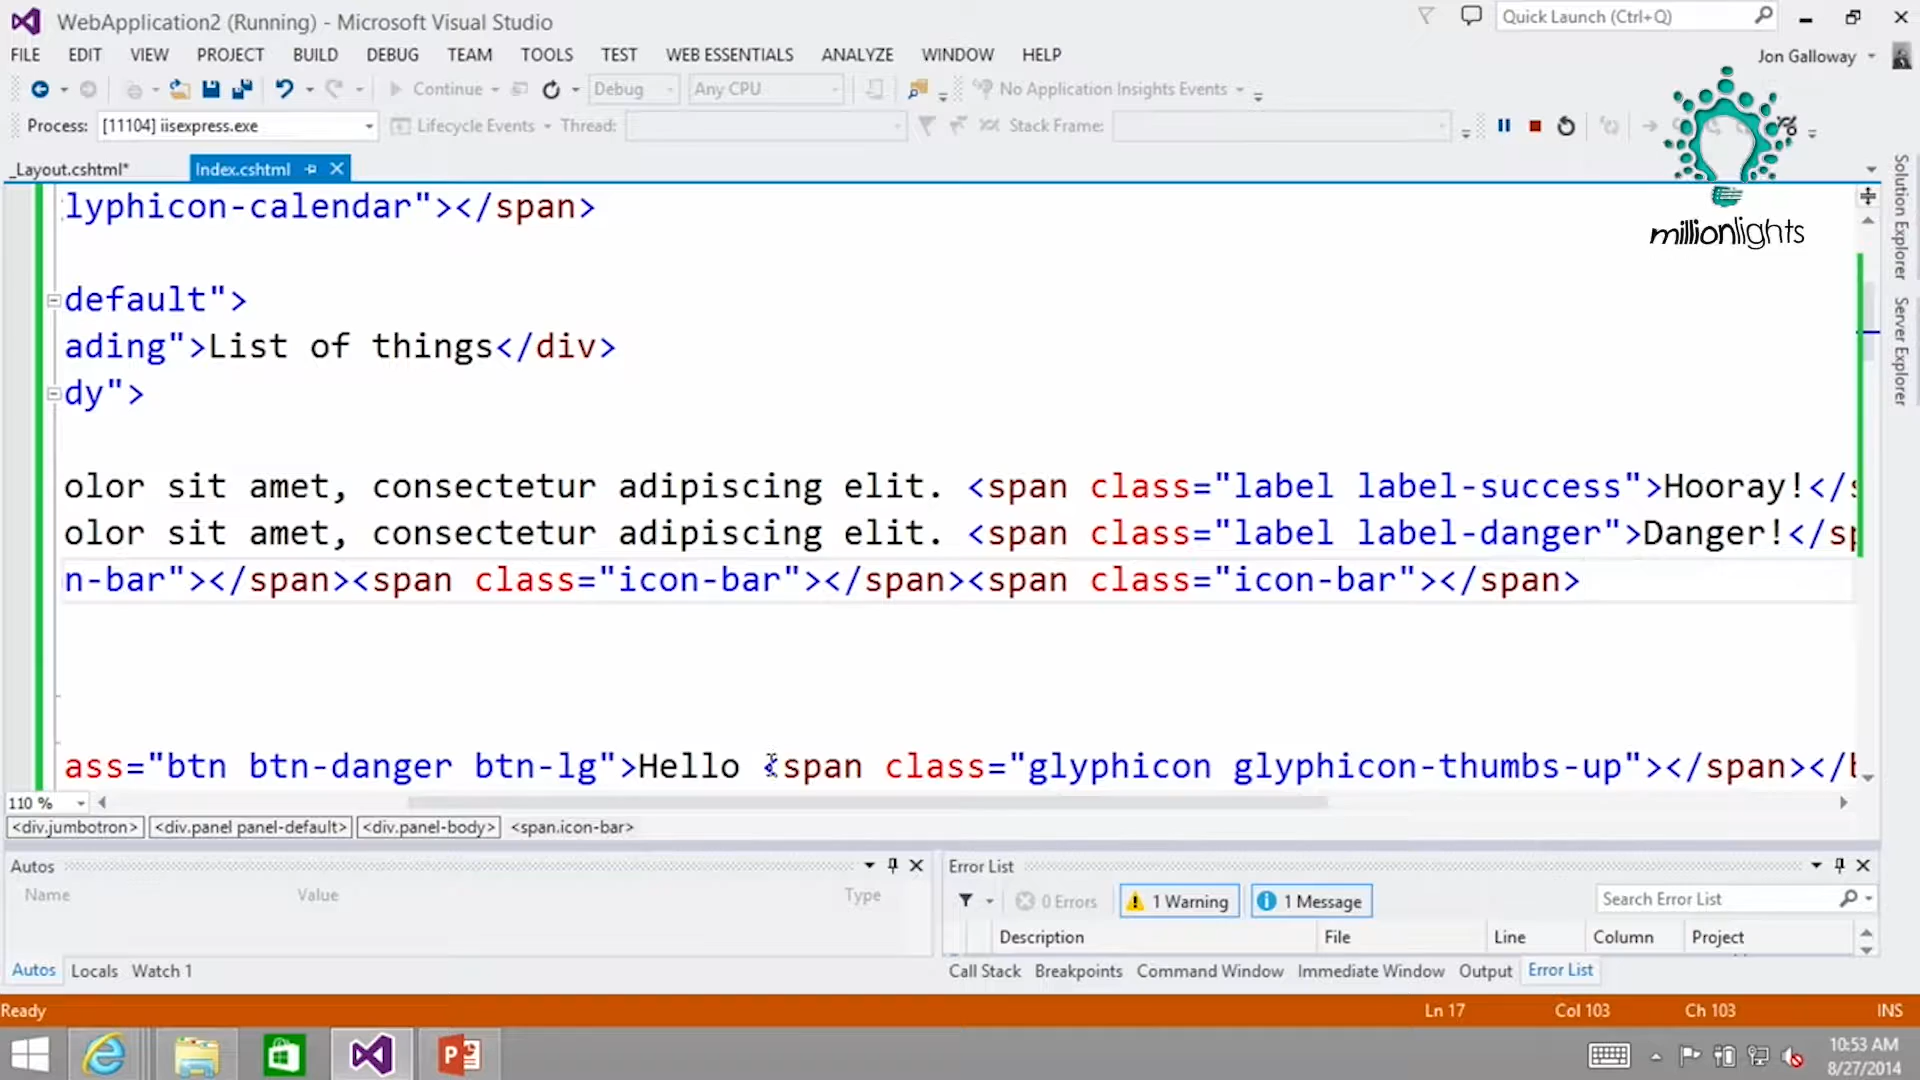 WebApplication2 (Running) - Microsoft Visual Studio
Quick Launch (Ctrl+Q)
FILE EDIT VIEW PROJECT BUILD DEBUG TEAM TOOLS TEST WEB ESSENTIALS ANALYZE WINDOW HELP
Jon Galloway
Continue Debug Any CPU No Application Insights Events
Process: [11104] iisexpress.exe Lifecycle Events Thread: Stack Frame:
_Layout.cshtml* Index.cshtml
millionlights
Solution Explorer
Server Explorer
lyphicon-calendar"></span>
default">
ading">List of things</div>
dy">
olor sit amet, consectetur adipiscing elit. <span class="label label-success">Hooray!</s
olor sit amet, consectetur adipiscing elit. <span class="label label-danger">Danger!</sp
n-bar"></span><span class="icon-bar"></span><span class="icon-bar"></span>
ass="btn btn-danger btn-lg">Hello <span class="glyphicon glyphicon-thumbs-up"></span></b
110 %
<div.jumbotron> <div.panel panel-default> <div.panel-body> <span.icon-bar>
Autos
Name Value Type
Autos Locals Watch 1
Error List
0 Errors 1 Warning 1 Message Search Error List
Description File Line Column Project
Call Stack Breakpoints Command Window Immediate Window Output Error List
Ready Ln 17 Col 103 Ch 103 INS
10:53 AM
8/27/2014